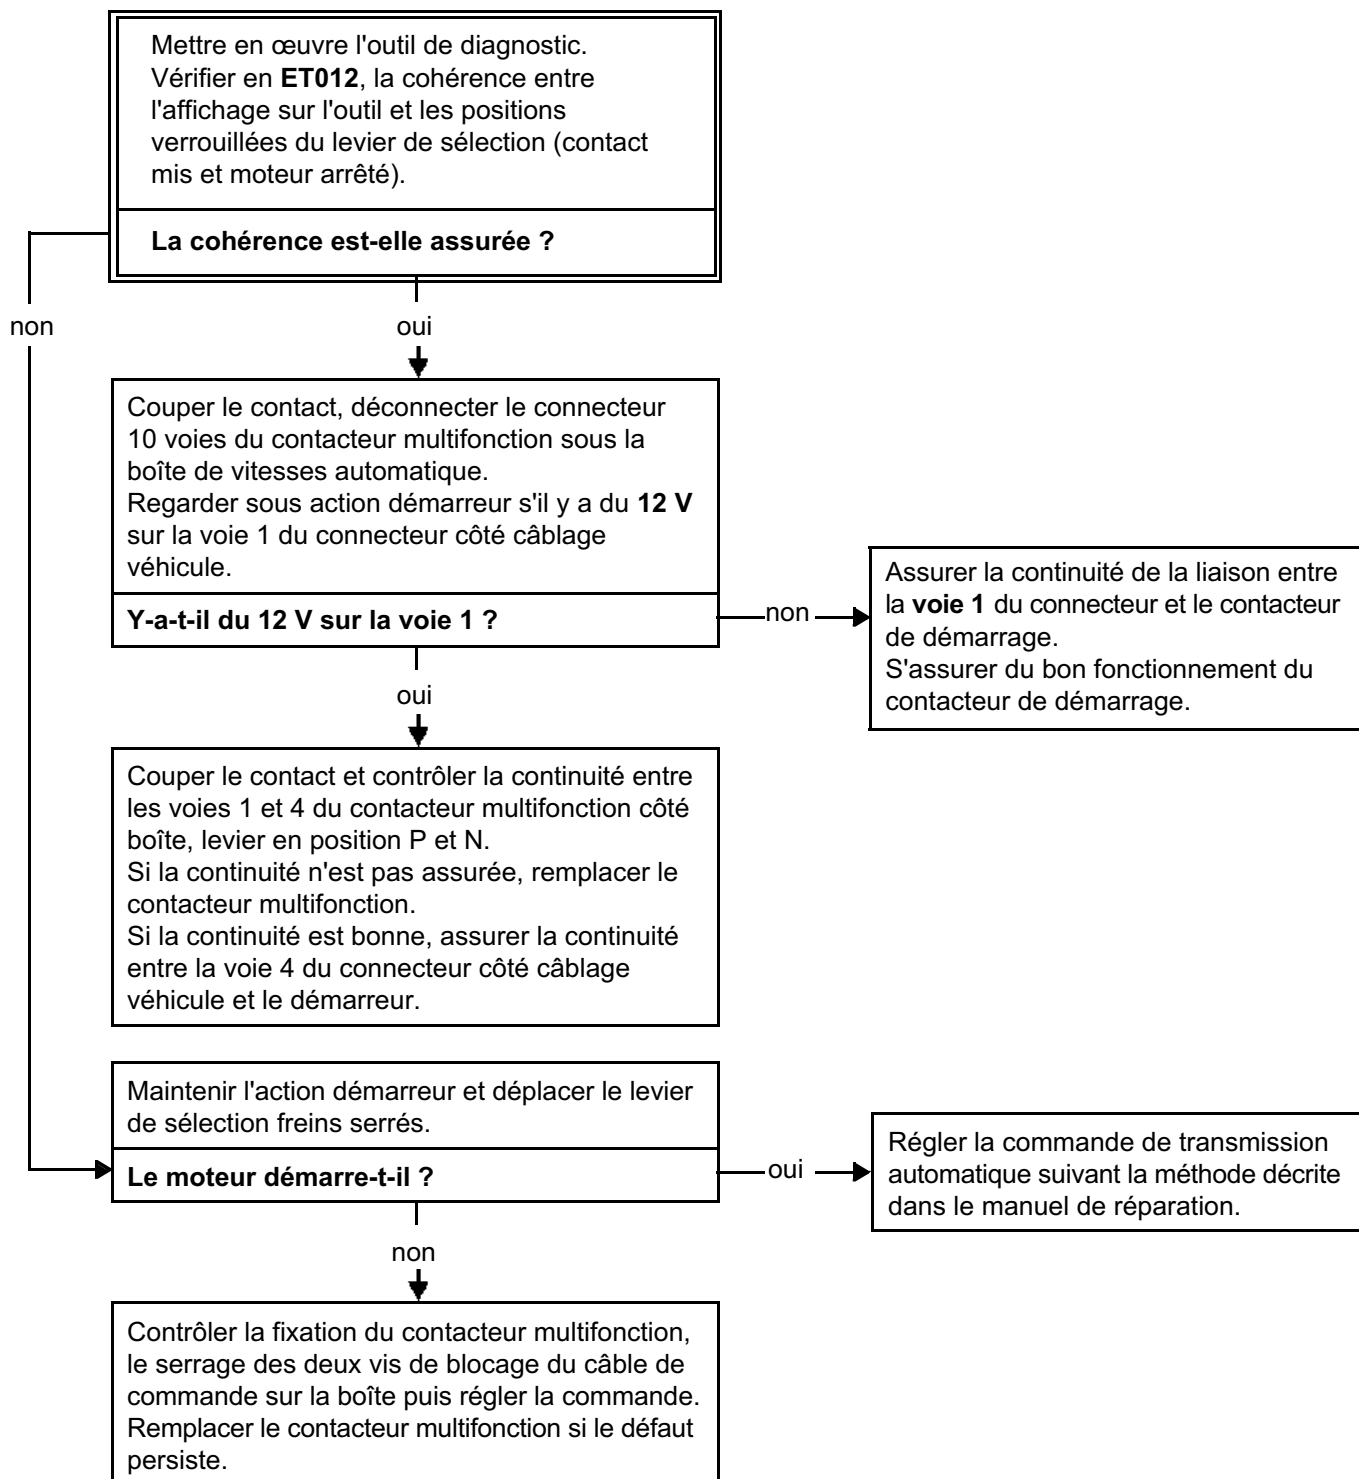 Mettre en œuvre l'outil de diagnostic.
Vérifier en ET012, la cohérence entre
l'affichage sur l'outil et les positions
verrouillées du levier de sélection (contact
mis et moteur arrêté).
La cohérence est-elle assurée ?
non
oui
Couper le contact, déconnecter le connecteur
10 voies du contacteur multifonction sous la
boîte de vitesses automatique.
Regarder sous action démarreur s'il y a du 12 V
sur la voie 1 du connecteur côté câblage
véhicule.
Y-a-t-il du 12 V sur la voie 1 ?
non
Assurer la continuité de la liaison entre
la voie 1 du connecteur et le contacteur
de démarrage.
S'assurer du bon fonctionnement du
contacteur de démarrage.
oui
Couper le contact et contrôler la continuité entre
les voies 1 et 4 du contacteur multifonction côté
boîte, levier en position P et N.
Si la continuité n'est pas assurée, remplacer le
contacteur multifonction.
Si la continuité est bonne, assurer la continuité
entre la voie 4 du connecteur côté câblage
véhicule et le démarreur.
Maintenir l'action démarreur et déplacer le levier
de sélection freins serrés.
Le moteur démarre-t-il ?
oui
Régler la commande de transmission
automatique suivant la méthode décrite
dans le manuel de réparation.
non
Contrôler la fixation du contacteur multifonction,
le serrage des deux vis de blocage du câble de
commande sur la boîte puis régler la commande.
Remplacer le contacteur multifonction si le défaut
persiste.